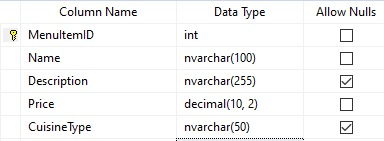 Column Name Data Type Allow Nulls
MenuItemID int
Name nvarchar(100)
Description nvarchar(255)
Price decimal(10, 2)
CuisineType nvarchar(50)